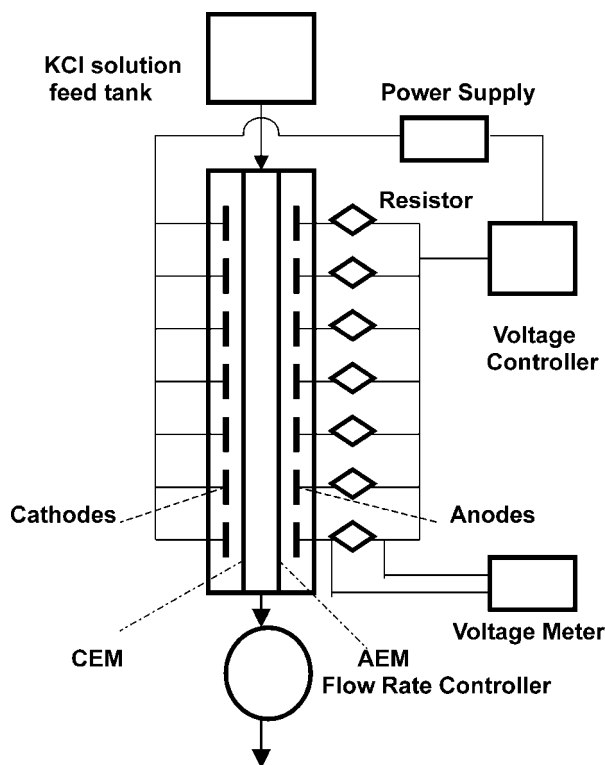 KCl solution
feed tank
Power Supply
Resistor
Voltage
Controller
Cathodes
Anodes
Voltage Meter
CEM
AEM
Flow Rate Controller